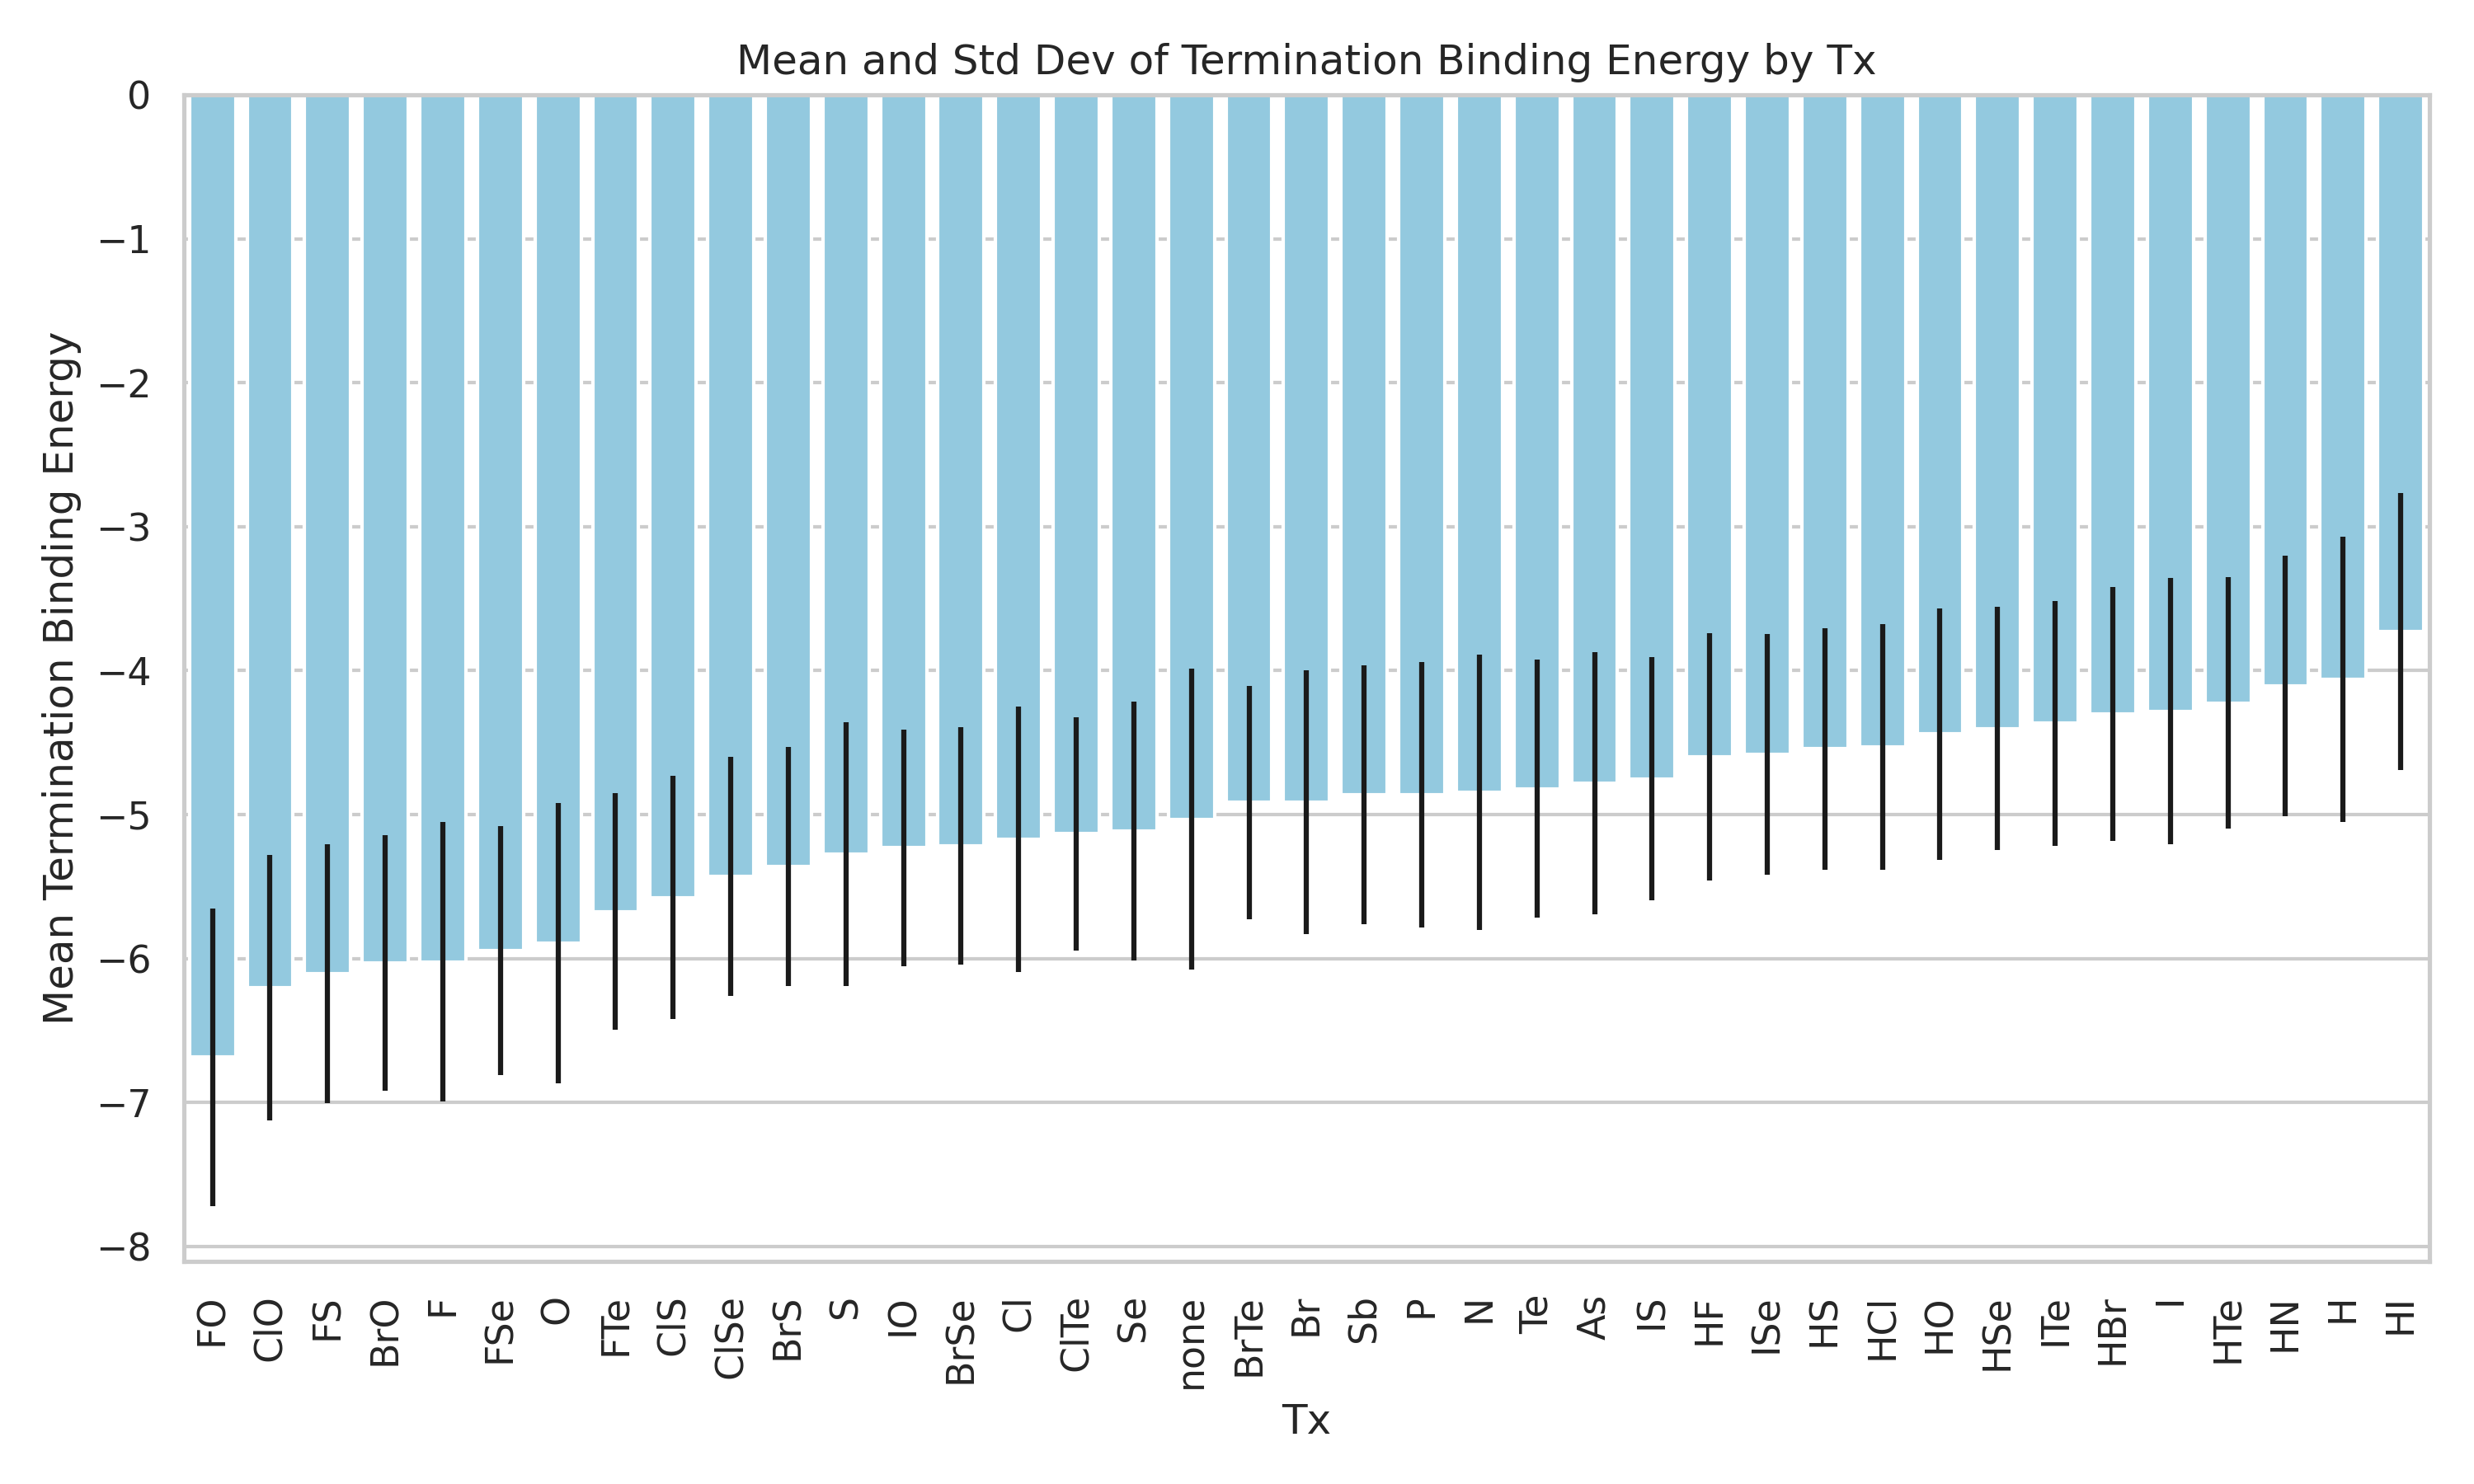 Mean and Std Dev of Termination Binding Energy by Tx
Mean Termination Binding Energy
0
−1
−2
−3
−4
−5
−6
−7
−8
FO
ClO
FS
BrO
F
FSe
O
FTe
ClS
ClSe
BrS
S
IO
BrSe
Cl
ClTe
Se
none
BrTe
Br
Sb
P
N
Te
As
IS
HF
ISe
HS
HCl
HO
HSe
ITe
HBr
I
HTe
HN
H
HI
Tx